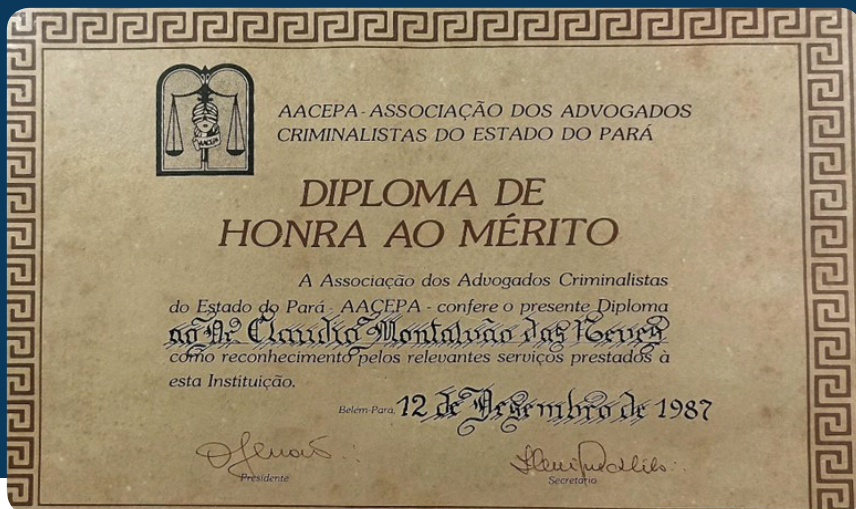 AACEPA
AACEPA - ASSOCIAÇÃO DOS ADVOGADOS
CRIMINALISTAS DO ESTADO DO PARÁ
DIPLOMA DE
HONRA AO MÉRITO
A Associação dos Advogados Criminalistas
do Estado do Pará - AACEPA - confere o presente Diploma
ao Dr. Claudio Montalvão das Neves
como reconhecimento pelos relevantes serviços prestados à
esta Instituição.
Belém-Pará, 12 de Dezembro de 1987
Presidente
Secretario